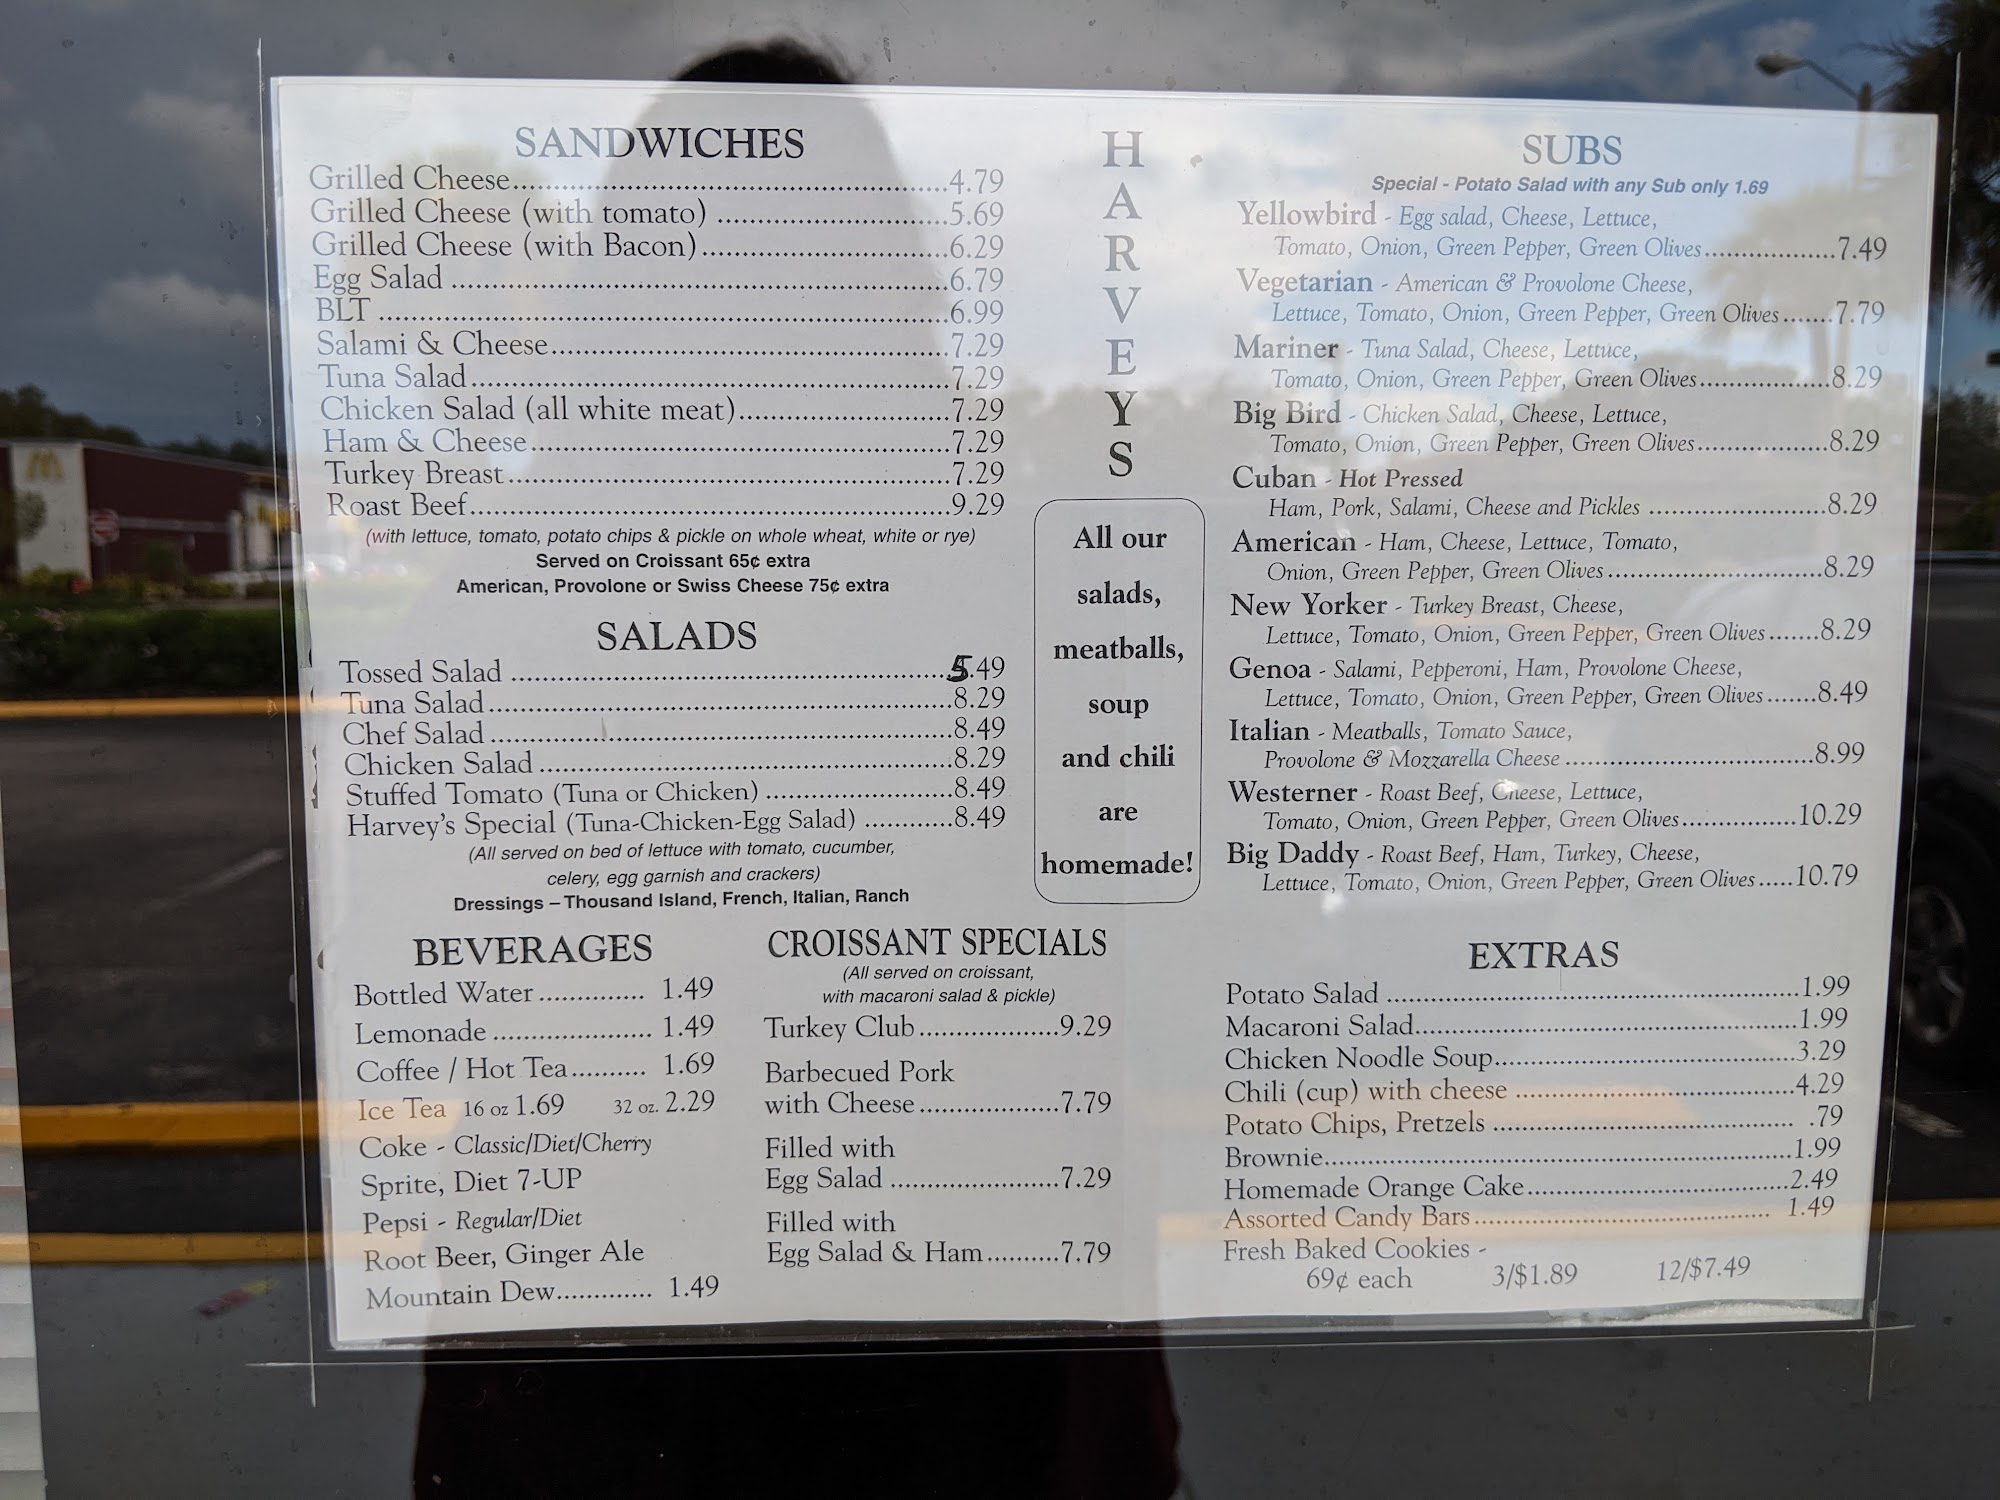 SANDWICHES
Grilled Cheese 4.79
Grilled Cheese (with tomato) 5.69
Grilled Cheese (with Bacon) 6.29
Egg Salad 6.79
BLT 6.99
Salami & Cheese 7.29
Tuna Salad 7.29
Chicken Salad (all white meat) 7.29
Ham & Cheese 7.29
Turkey Breast 7.29
Roast Beef 9.29
(with lettuce, tomato, potato chips & pickle on whole wheat, white or rye)
Served on Croissant 65¢ extra
American, Provolone or Swiss Cheese 75¢ extra
SALADS
Tossed Salad 5.49
Tuna Salad 8.29
Chef Salad 8.49
Chicken Salad 8.29
Stuffed Tomato (Tuna or Chicken) 8.49
Harvey's Special (Tuna-Chicken-Egg Salad) 8.49
(All served on bed of lettuce with tomato, cucumber,
celery, egg garnish and crackers)
Dressings – Thousand Island, French, Italian, Ranch
BEVERAGES
Bottled Water 1.49
Lemonade 1.49
Coffee / Hot Tea 1.69
Ice Tea 16 oz 1.69 32 oz. 2.29
Coke - Classic/Diet/Cherry
Sprite, Diet 7-UP
Pepsi - Regular/Diet
Root Beer, Ginger Ale
Mountain Dew 1.49
CROISSANT SPECIALS
(All served on croissant,
with macaroni salad & pickle)
Turkey Club 9.29
Barbecued Pork
with Cheese 7.79
Filled with
Egg Salad 7.29
Filled with
Egg Salad & Ham 7.79
HARVEYS
All our
salads,
meatballs,
soup
and chili
are
homemade!
SUBS
Special - Potato Salad with any Sub only 1.69
Yellowbird - Egg salad, Cheese, Lettuce,
Tomato, Onion, Green Pepper, Green Olives 7.49
Vegetarian - American & Provolone Cheese,
Lettuce, Tomato, Onion, Green Pepper, Green Olives 7.79
Mariner - Tuna Salad, Cheese, Lettuce,
Tomato, Onion, Green Pepper, Green Olives 8.29
Big Bird - Chicken Salad, Cheese, Lettuce,
Tomato, Onion, Green Pepper, Green Olives 8.29
Cuban - Hot Pressed
Ham, Pork, Salami, Cheese and Pickles 8.29
American - Ham, Cheese, Lettuce, Tomato,
Onion, Green Pepper, Green Olives 8.29
New Yorker - Turkey Breast, Cheese,
Lettuce, Tomato, Onion, Green Pepper, Green Olives 8.29
Genoa - Salami, Pepperoni, Ham, Provolone Cheese,
Lettuce, Tomato, Onion, Green Pepper, Green Olives 8.49
Italian - Meatballs, Tomato Sauce,
Provolone & Mozzarella Cheese 8.99
Westerner - Roast Beef, Cheese, Lettuce,
Tomato, Onion, Green Pepper, Green Olives 10.29
Big Daddy - Roast Beef, Ham, Turkey, Cheese,
Lettuce, Tomato, Onion, Green Pepper, Green Olives 10.79
EXTRAS
Potato Salad 1.99
Macaroni Salad 1.99
Chicken Noodle Soup 3.29
Chili (cup) with cheese 4.29
Potato Chips, Pretzels .79
Brownie 1.99
Homemade Orange Cake 2.49
Assorted Candy Bars 1.49
Fresh Baked Cookies -
69¢ each 3/$1.89 12/$7.49